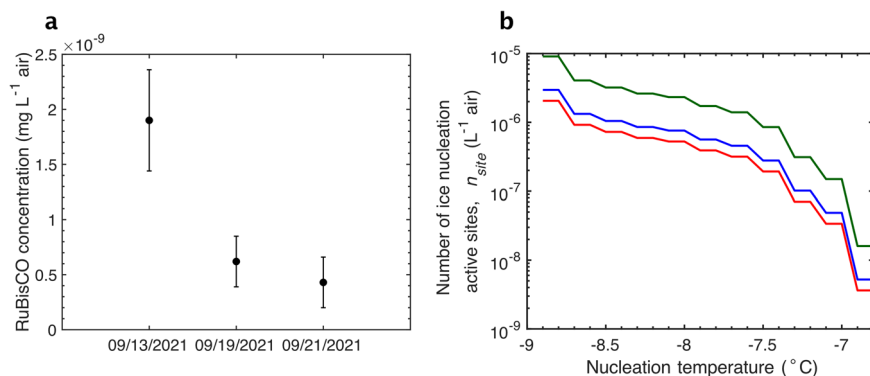 a
×10⁻⁹
RuBisCO concentration (mg L⁻¹ air)
2.5
2
1.5
1
0.5
0
09/13/2021 09/19/2021 09/21/2021
b
Number of ice nucleation
active sites, n_site (L⁻¹ air)
10⁻⁵
10⁻⁶
10⁻⁷
10⁻⁸
10⁻⁹
-9 -8.5 -8 -7.5 -7
Nucleation temperature (°C)